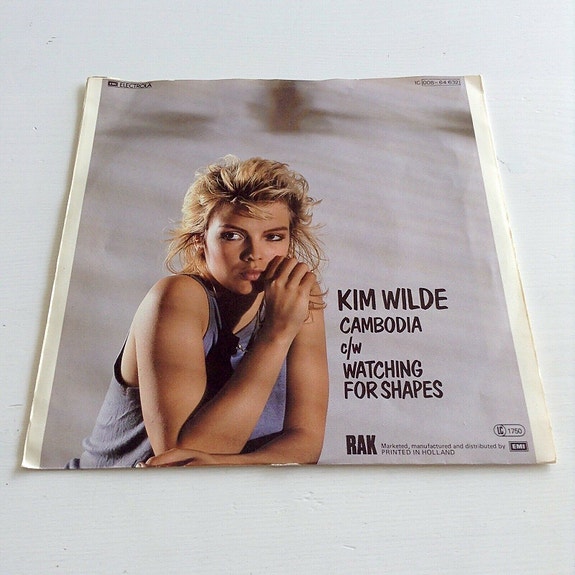 EMI ELECTROLA
1C 006-64 632
KIM WILDE
CAMBODIA
c/w
WATCHING
FOR SHAPES
LC 1750
RAK Marketed, manufactured and distributed by EMI
PRINTED IN HOLLAND